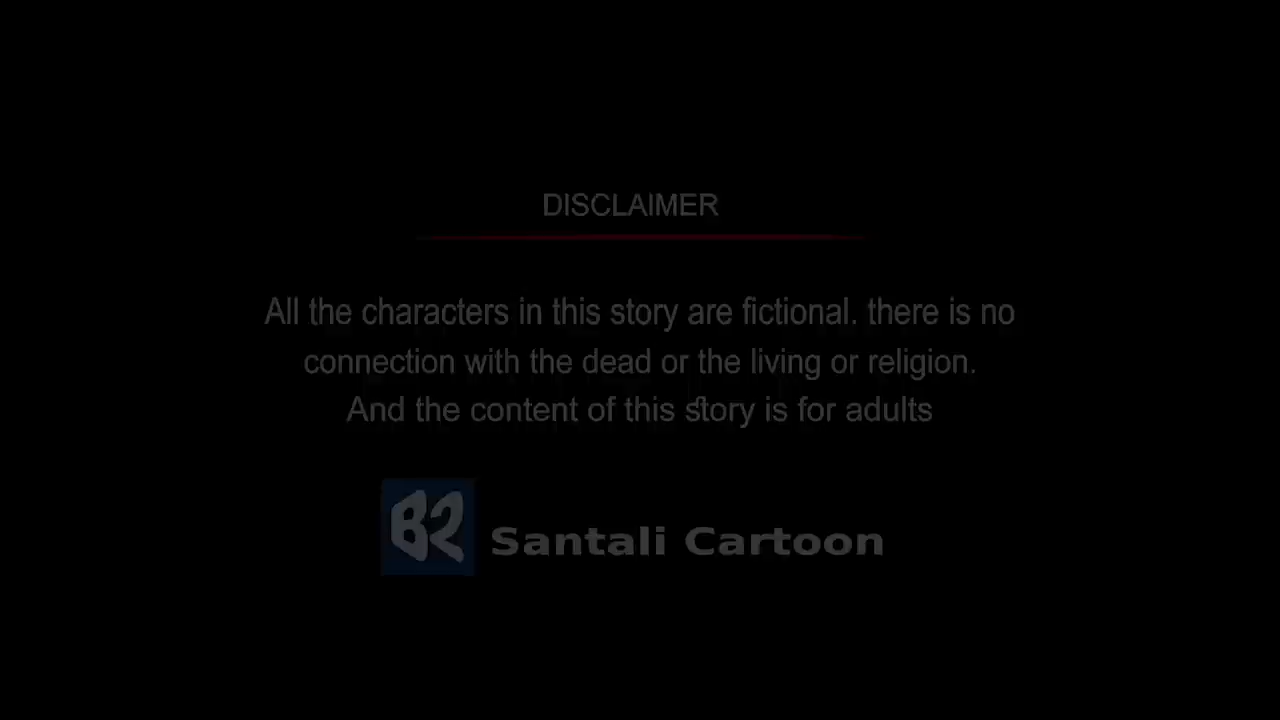 DISCLAIMER
All the characters in this story are fictional. there is no
connection with the dead or the living or religion.
And the content of this story is for adults
B2 Santali Cartoon